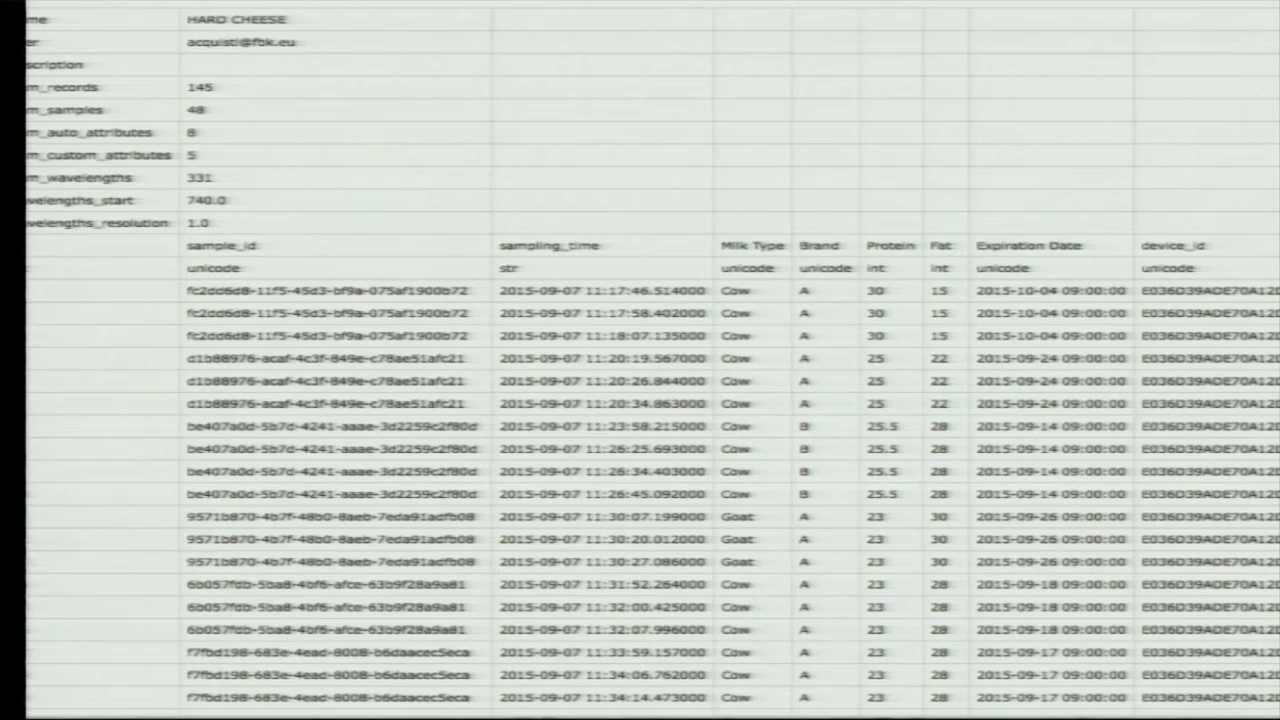 me HARD CHEESE
er acquisti@fbk.eu
scription
m_records 145
m_samples 48
m_auto_attributes 8
m_custom_attributes 5
m_wavelengths 331
velengths_start 740.0
velengths_resolution 1.0
sample_id sampling_time Milk Type Brand Protein Fat Expiration Date device_id
unicode str unicode unicode int int unicode unicode
fc2dd6d8-11f5-45d3-bf9a-075af1900b72 2015-09-07 11:17:46.514000 Cow A 30 15 2015-10-04 09:00:00 E036D39ADE70A12D
fc2dd6d8-11f5-45d3-bf9a-075af1900b72 2015-09-07 11:17:58.402000 Cow A 30 15 2015-10-04 09:00:00 E036D39ADE70A12D
fc2dd6d8-11f5-45d3-bf9a-075af1900b72 2015-09-07 11:18:07.135000 Cow A 30 15 2015-10-04 09:00:00 E036D39ADE70A12D
d1b88976-acaf-4c3f-849e-c78ae51afc21 2015-09-07 11:20:19.567000 Cow A 25 22 2015-09-24 09:00:00 E036D39ADE70A12D
d1b88976-acaf-4c3f-849e-c78ae51afc21 2015-09-07 11:20:26.844000 Cow A 25 22 2015-09-24 09:00:00 E036D39ADE70A12D
d1b88976-acaf-4c3f-849e-c78ae51afc21 2015-09-07 11:20:34.863000 Cow A 25 22 2015-09-24 09:00:00 E036D39ADE70A12D
be407a0d-5b7d-4241-aaae-3d2259c2f80d 2015-09-07 11:23:58.215000 Cow B 25.5 28 2015-09-14 09:00:00 E036D39ADE70A12D
be407a0d-5b7d-4241-aaae-3d2259c2f80d 2015-09-07 11:26:25.693000 Cow B 25.5 28 2015-09-14 09:00:00 E036D39ADE70A12D
be407a0d-5b7d-4241-aaae-3d2259c2f80d 2015-09-07 11:26:34.403000 Cow B 25.5 28 2015-09-14 09:00:00 E036D39ADE70A12D
be407a0d-5b7d-4241-aaae-3d2259c2f80d 2015-09-07 11:26:45.092000 Cow B 25.5 28 2015-09-14 09:00:00 E036D39ADE70A12D
9571b870-4b7f-48b0-8aeb-7eda91adfb08 2015-09-07 11:30:07.199000 Goat A 23 30 2015-09-26 09:00:00 E036D39ADE70A12D
9571b870-4b7f-48b0-8aeb-7eda91adfb08 2015-09-07 11:30:20.012000 Goat A 23 30 2015-09-26 09:00:00 E036D39ADE70A12D
9571b870-4b7f-48b0-8aeb-7eda91adfb08 2015-09-07 11:30:27.086000 Goat A 23 30 2015-09-26 09:00:00 E036D39ADE70A12D
6b057fdb-5ba8-4bf6-afce-63b9f28a9a81 2015-09-07 11:31:52.264000 Cow A 23 28 2015-09-18 09:00:00 E036D39ADE70A12D
6b057fdb-5ba8-4bf6-afce-63b9f28a9a81 2015-09-07 11:32:00.425000 Cow A 23 28 2015-09-18 09:00:00 E036D39ADE70A12D
6b057fdb-5ba8-4bf6-afce-63b9f28a9a81 2015-09-07 11:32:07.996000 Cow A 23 28 2015-09-18 09:00:00 E036D39ADE70A12D
f7fbd198-683e-4ead-8008-b6daacec5eca 2015-09-07 11:33:59.157000 Cow A 23 28 2015-09-17 09:00:00 E036D39ADE70A12D
f7fbd198-683e-4ead-8008-b6daacec5eca 2015-09-07 11:34:06.762000 Cow A 23 28 2015-09-17 09:00:00 E036D39ADE70A12D
f7fbd198-683e-4ead-8008-b6daacec5eca 2015-09-07 11:34:14.473000 Cow A 23 28 2015-09-17 09:00:00 E036D39ADE70A12D